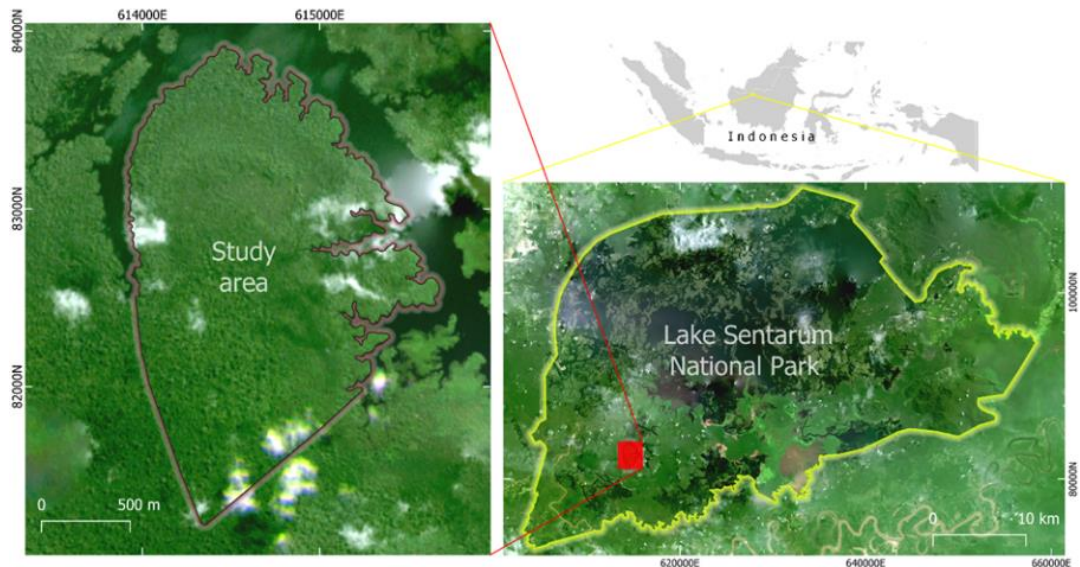 614000E
615000E
84000N
83000N
82000N
Study
area
0
500 m
Indonesia
Lake Sentarum
National Park
100000N
80000N
0
10 km
620000E
640000E
660000E